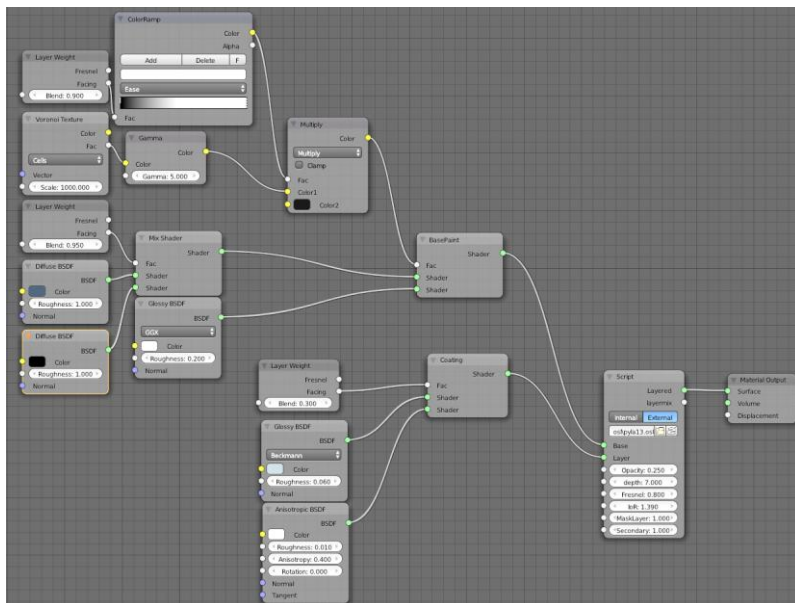 ColorRamp
Color
Alpha
Add Delete F
Ease
Fac
Layer Weight
Fresnel
Facing
Blend: 0.900
Voronoi Texture
Color
Fac
Cells
Vector
Scale: 1000.000
Gamma
Color
Color
Gamma: 5.000
Multiply
Color
Multiply
Clamp
Fac
Color1
Color2
Layer Weight
Fresnel
Facing
Blend: 0.950
Mix Shader
Shader
Fac
Shader
Shader
Diffuse BSDF
BSDF
Color
Roughness: 1.000
Normal
Diffuse BSDF
BSDF
Color
Roughness: 1.000
Normal
Glossy BSDF
BSDF
GGX
Color
Roughness: 0.200
Normal
BasePaint
Shader
Fac
Shader
Shader
Layer Weight
Fresnel
Facing
Blend: 0.300
Coating
Shader
Fac
Shader
Shader
Glossy BSDF
BSDF
Beckmann
Color
Roughness: 0.060
Normal
Anisotropic BSDF
BSDF
Color
Roughness: 0.010
Anisotropy: 0.400
Rotation: 0.000
Normal
Tangent
Script
Layered
layermix
Internal External
Base
Layer
Opacity: 0.250
depth: 7.000
Fresnel: 0.800
IoR: 1.390
MaskLayer: 1.000
Secondary: 1.000
Material Output
Surface
Volume
Displacement